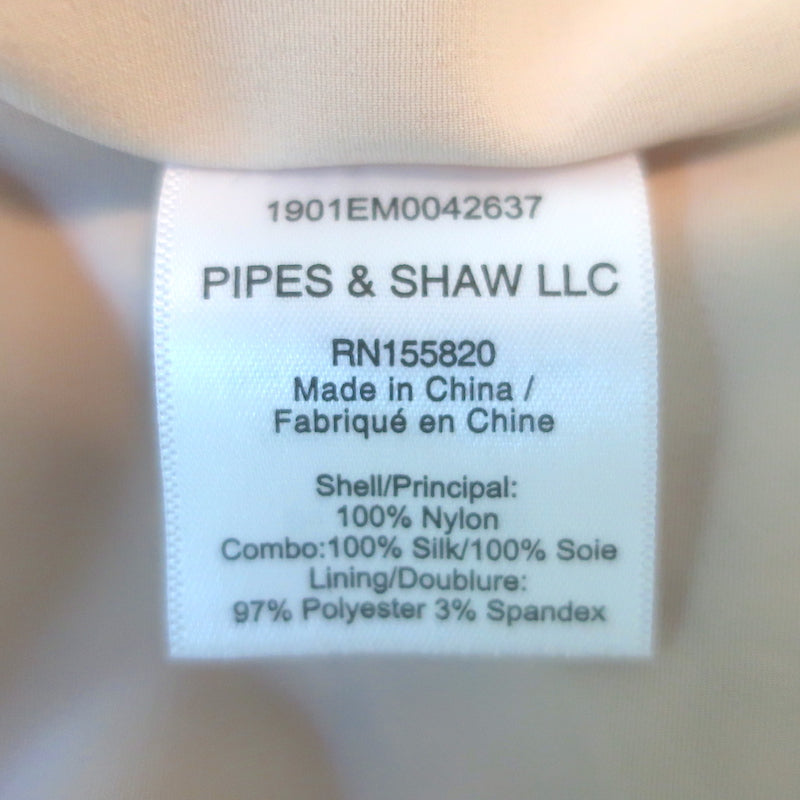 1901EM0042637
PIPES & SHAW LLC
RN155820
Made in China /
Fabriqué en Chine
Shell/Principal:
100% Nylon
Combo:100% Silk/100% Soie
Lining/Doublure:
97% Polyester 3% Spandex